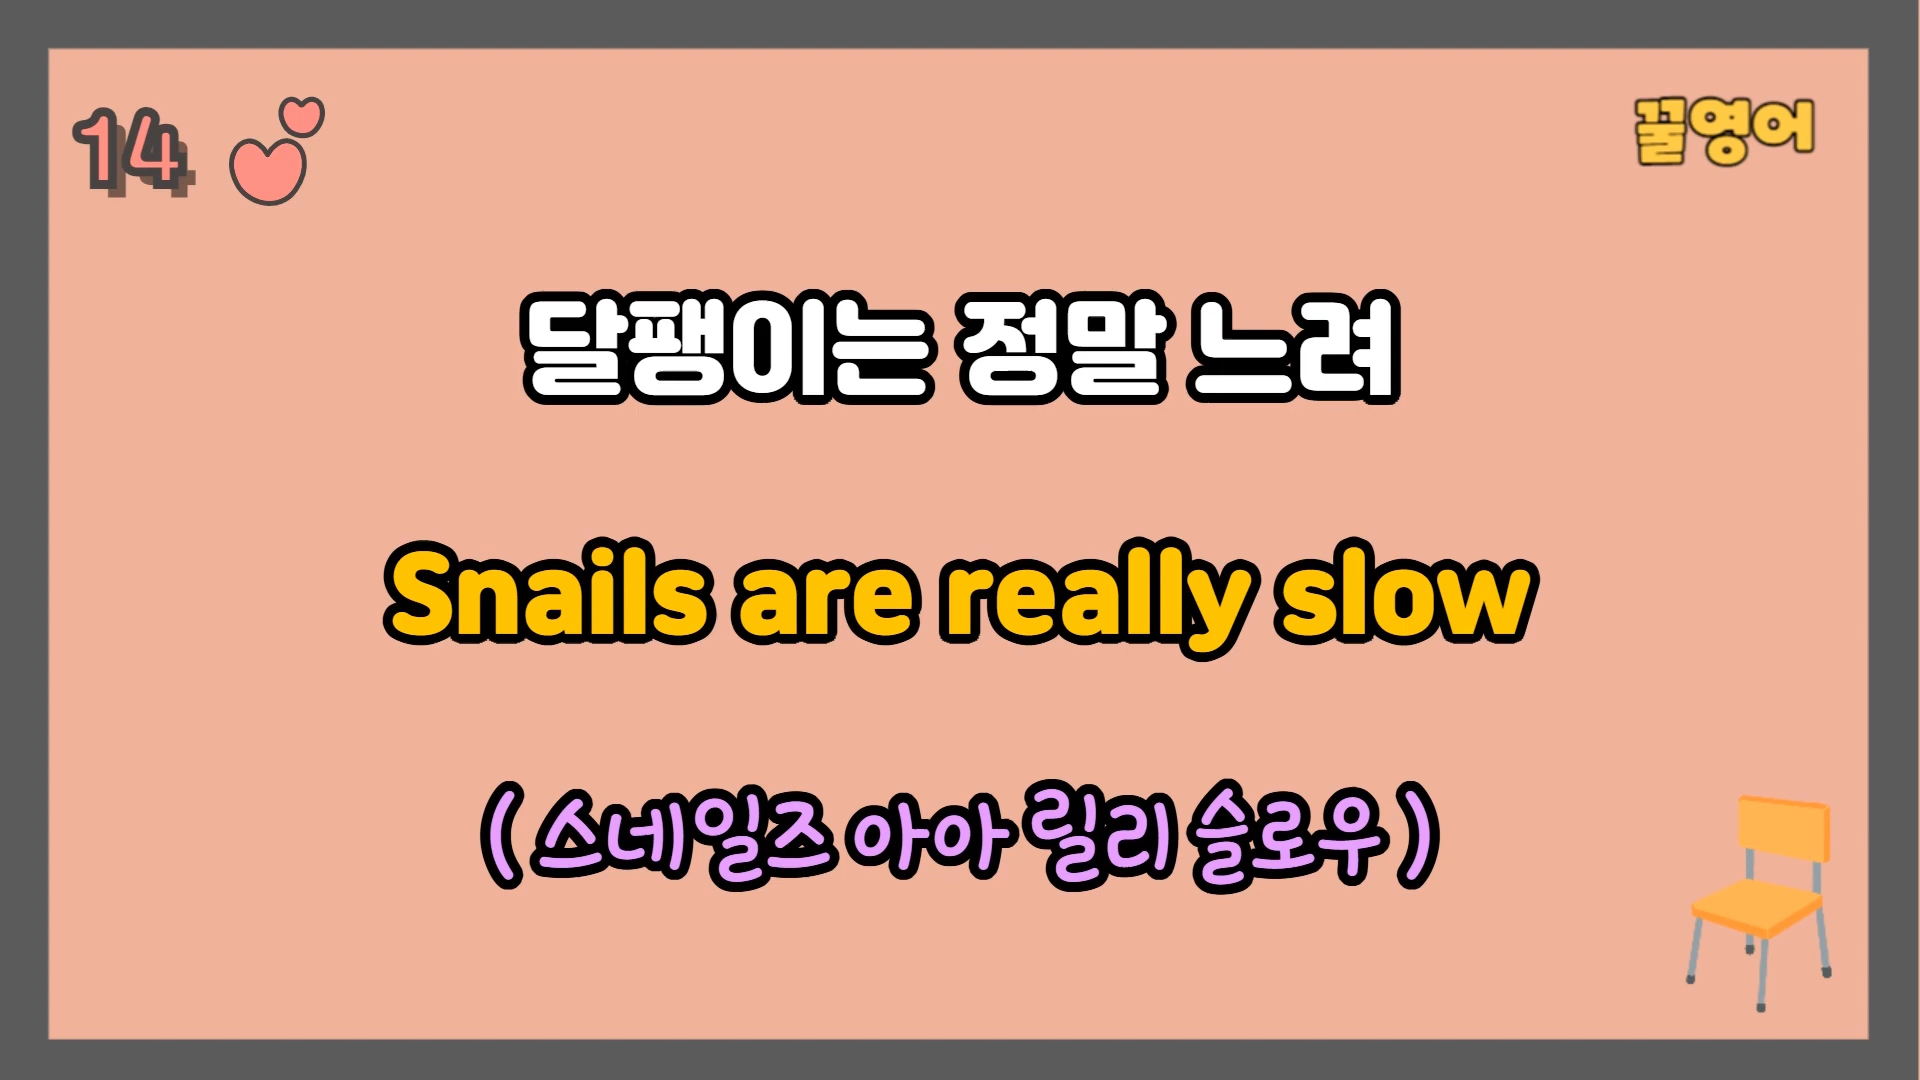 14
꿀영어
달팽이는 정말 느려
Snails are really slow
( 스네일즈 아아 릴리 슬로우 )